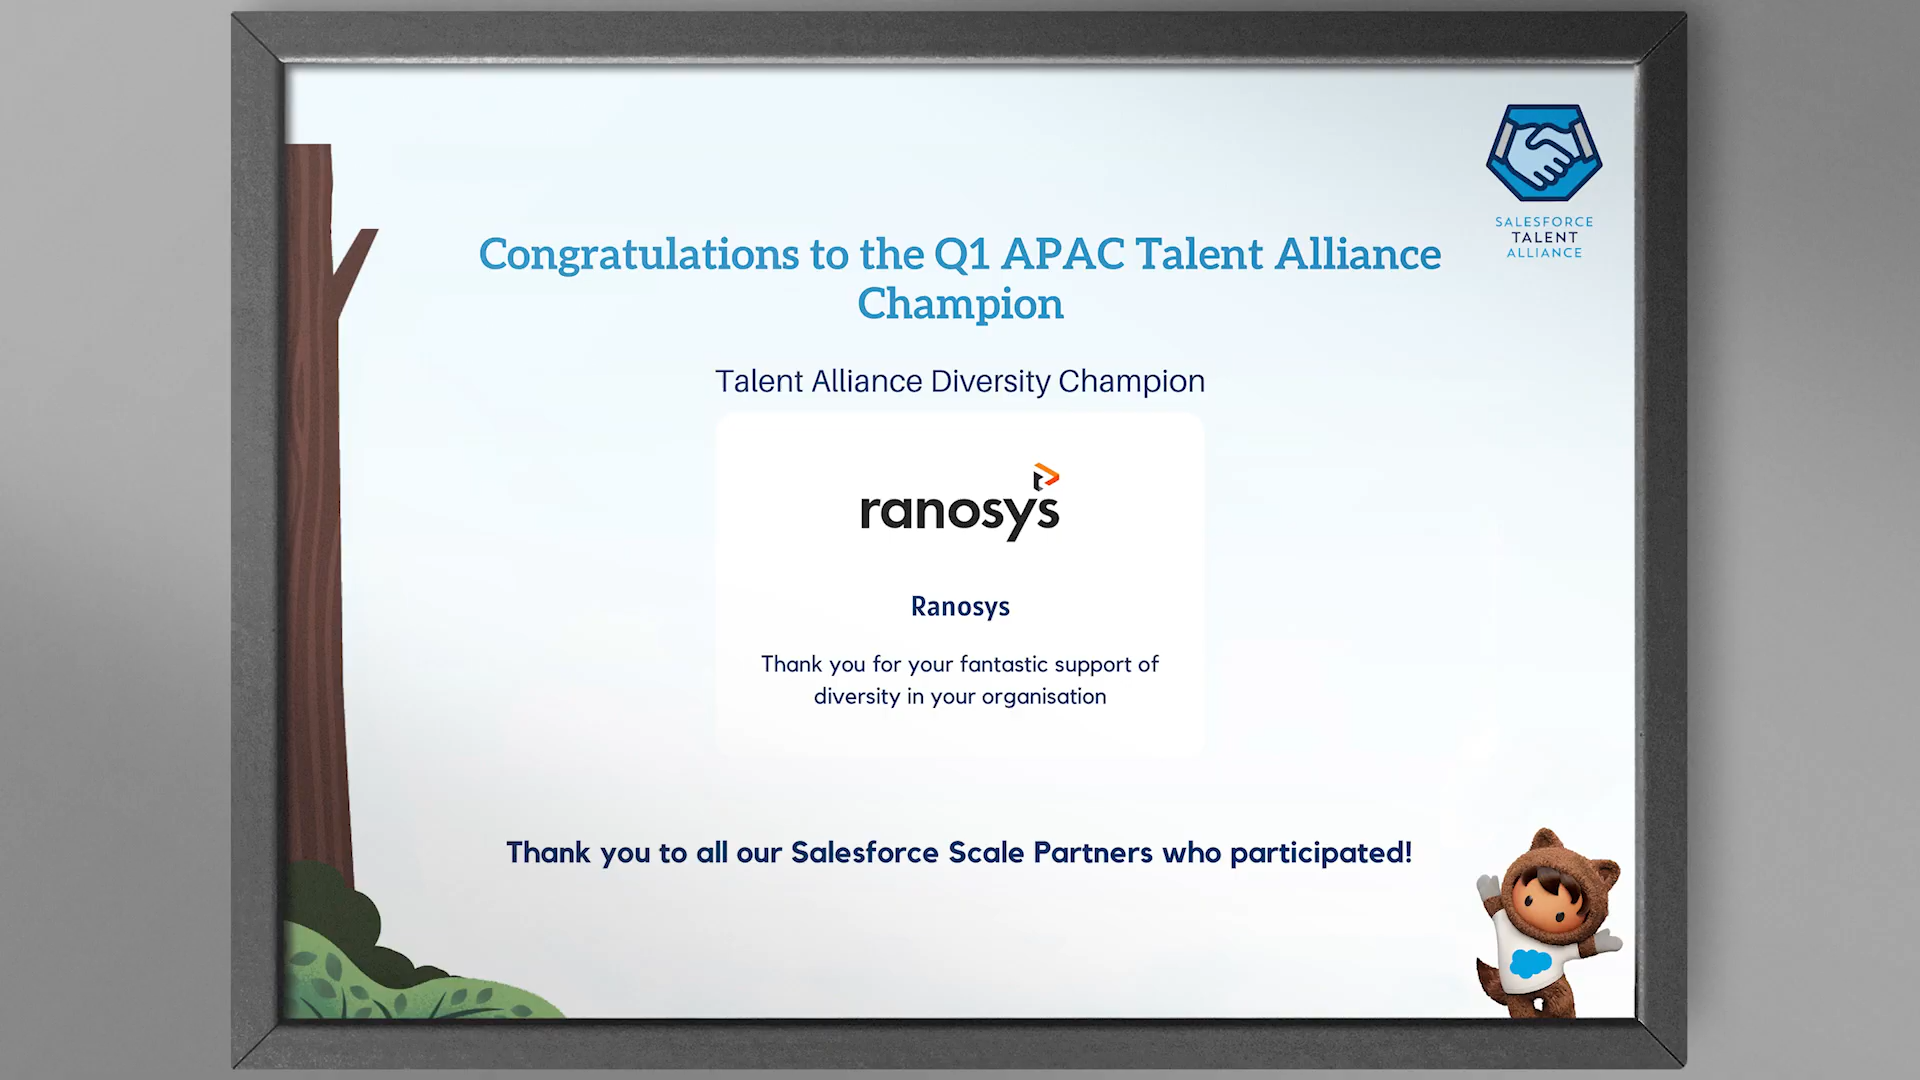 SALESFORCE
TALENT
ALLIANCE
Congratulations to the Q1 APAC Talent Alliance
Champion
Talent Alliance Diversity Champion
ranosys
Ranosys
Thank you for your fantastic support of
diversity in your organisation
Thank you to all our Salesforce Scale Partners who participated!